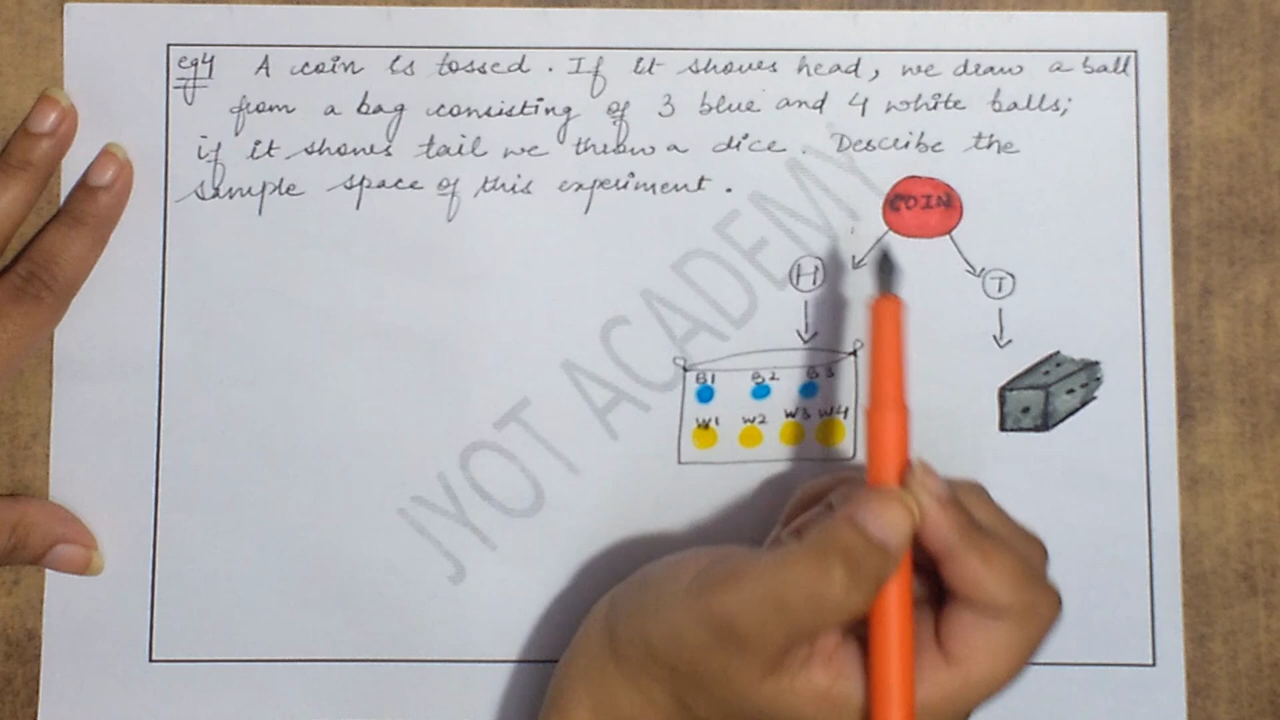 eg4 A coin is tossed. If it shows head, we draw a ball
from a bag consisting of 3 blue and 4 white balls;
if it shows tail we throw a dice. Describe the
sample space of this experiment.
COIN
H
T
B1 B2 B3
W1 W2 W3 W4
JYOT ACADEMY